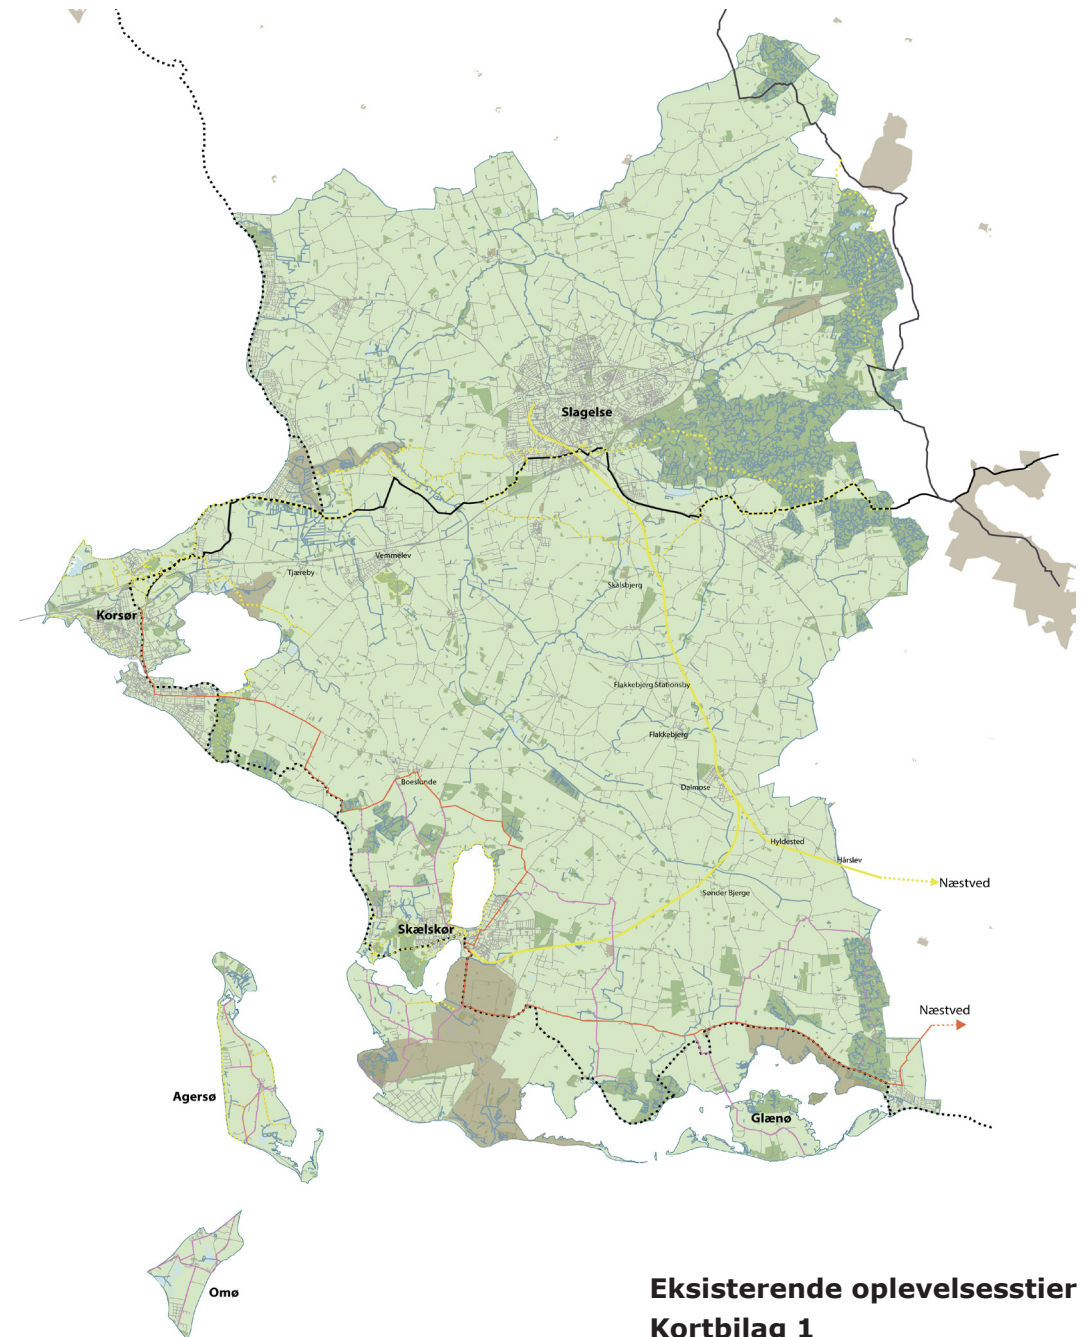 Slagelse
Vemmelev
Tjæreby
Skalsbjerg
Korsør
Flakkebjerg Stationsby
Flakkebjerg
Boeslunde
Dalmose
Hyldested
Hårslev
Næstved
Sønder Bjerge
Skælskør
Næstved
Agersø
Glænø
Omø
Eksisterende oplevelsesstier
Kortbilag 1